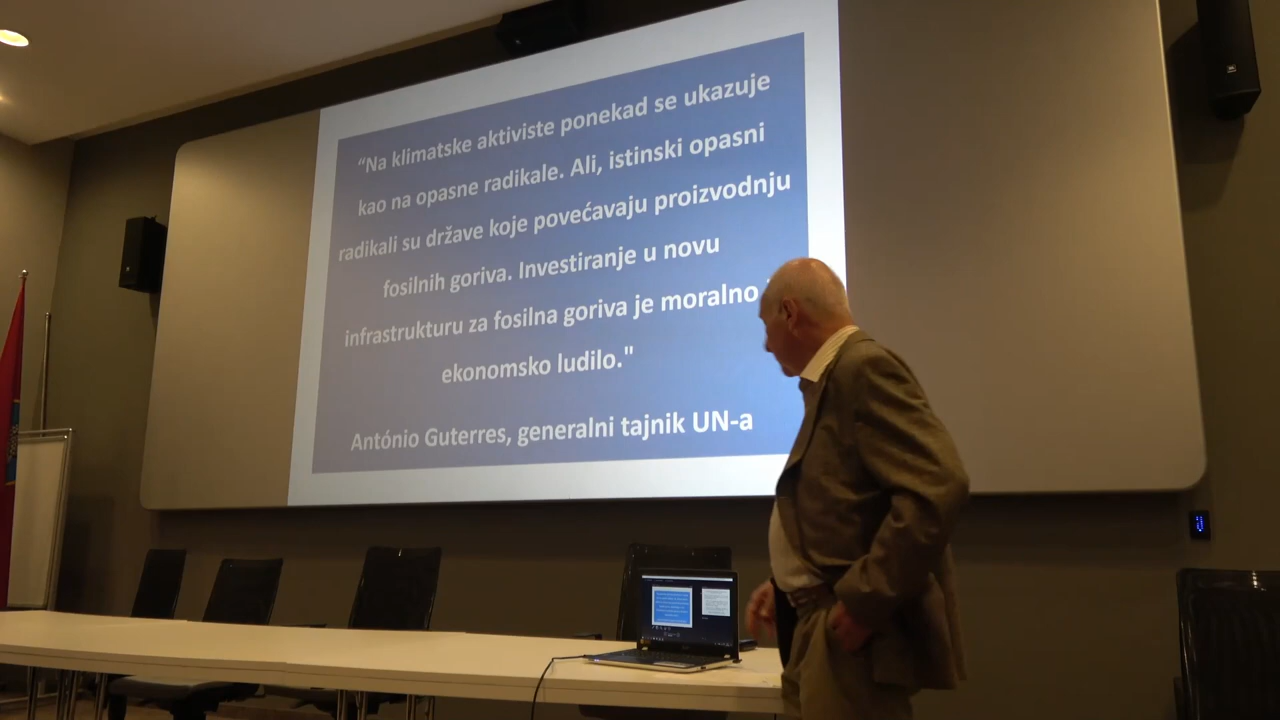 “Na klimatske aktiviste ponekad se ukazuje
kao na opasne radikale. Ali, istinski opasni
radikali su države koje povećavaju proizvodnju
fosilnih goriva. Investiranje u novu
infrastrukturu za fosilna goriva je moralno
ekonomsko ludilo."
António Guterres, generalni tajnik UN-a